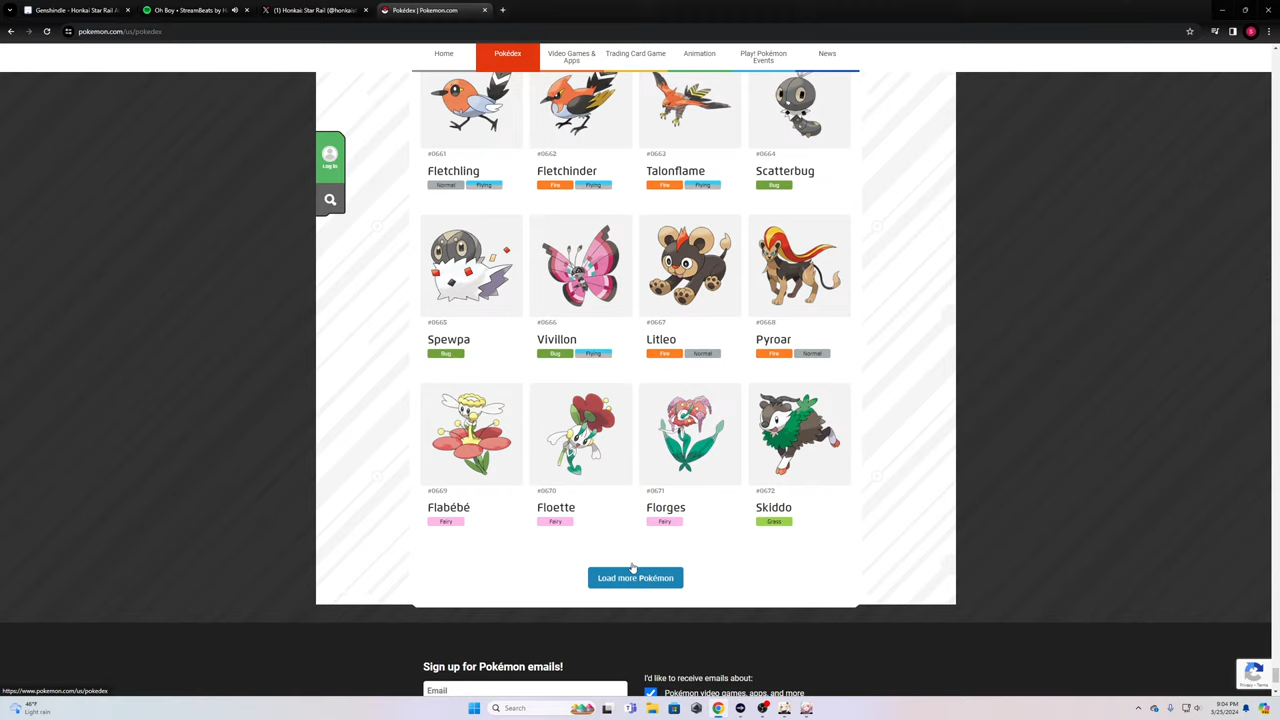 Genshindle - Honkai Star Rail A
Oh Boy • StreamBeats by H
(1) Honkai: Star Rail (@honkaist
Pokédex | Pokemon.com
pokemon.com/us/pokedex
Home
Pokédex
Video Games & Apps
Trading Card Game
Animation
Play! Pokémon Events
News
Log In
#0661 #0662 #0663 #0664
Fletchling Fletchinder Talonflame Scatterbug
Normal Flying Fire Flying Fire Flying Bug
#0665 #0666 #0667 #0668
Spewpa Vivillon Litleo Pyroar
Bug Bug Flying Fire Normal Fire Normal
#0669 #0670 #0671 #0672
Flabébé Floette Florges Skiddo
Fairy Fairy Fairy Grass
Load more Pokémon
Sign up for Pokémon emails!
Email
I'd like to receive emails about:
Pokémon video games, apps, and more
Privacy - Terms
https://www.pokemon.com/us/pokedex
46°F
Light rain
Search
9:04 PM
3/25/2024